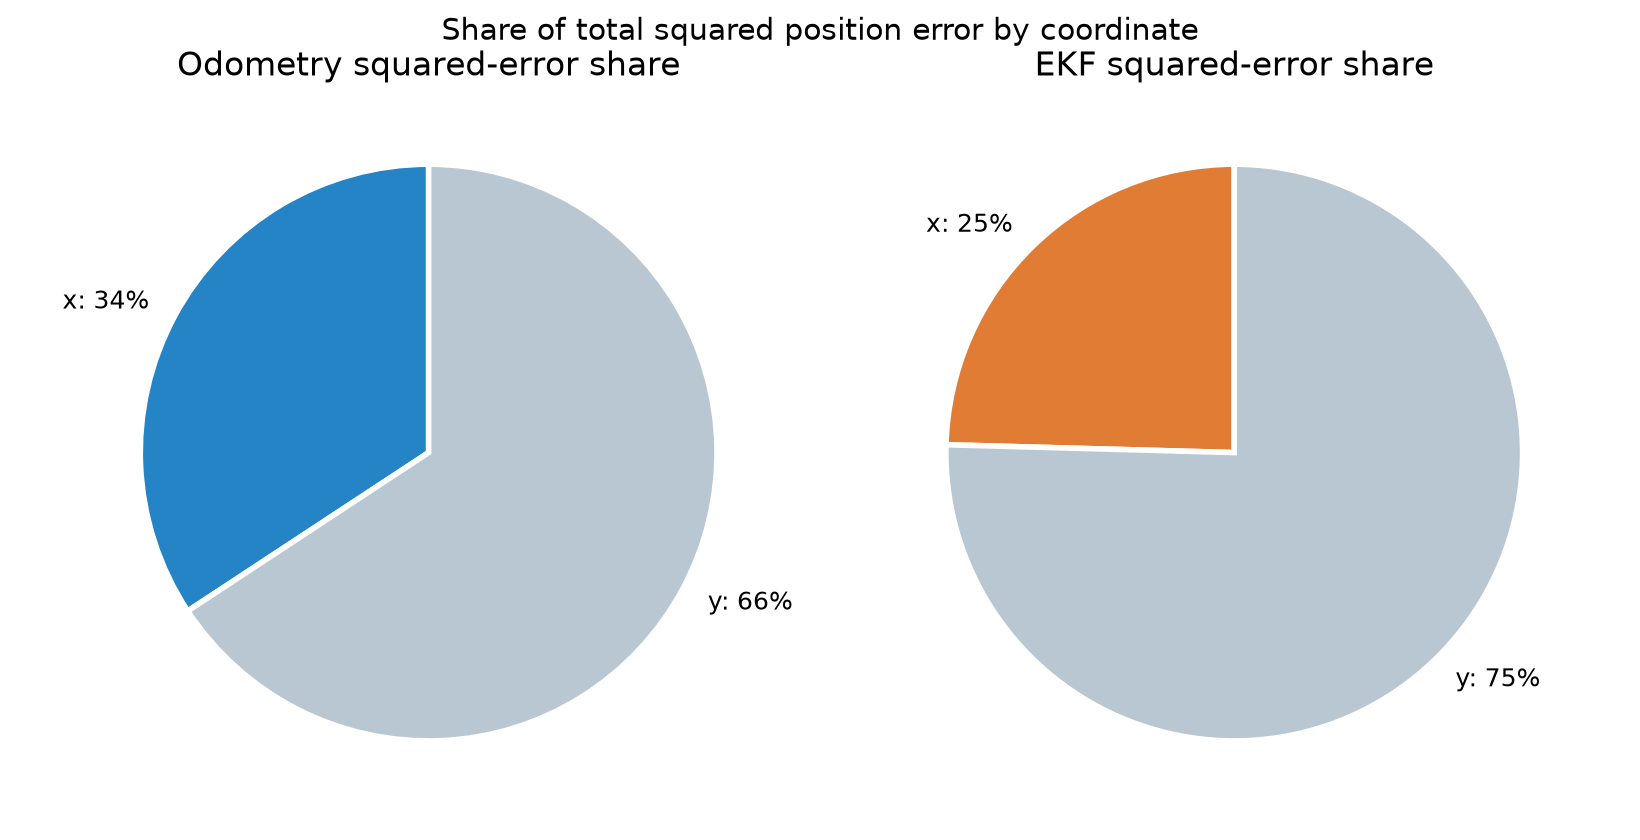 Share of total squared position error by coordinate
Odometry squared-error share
EKF squared-error share
x: 34%
y: 66%
x: 25%
y: 75%